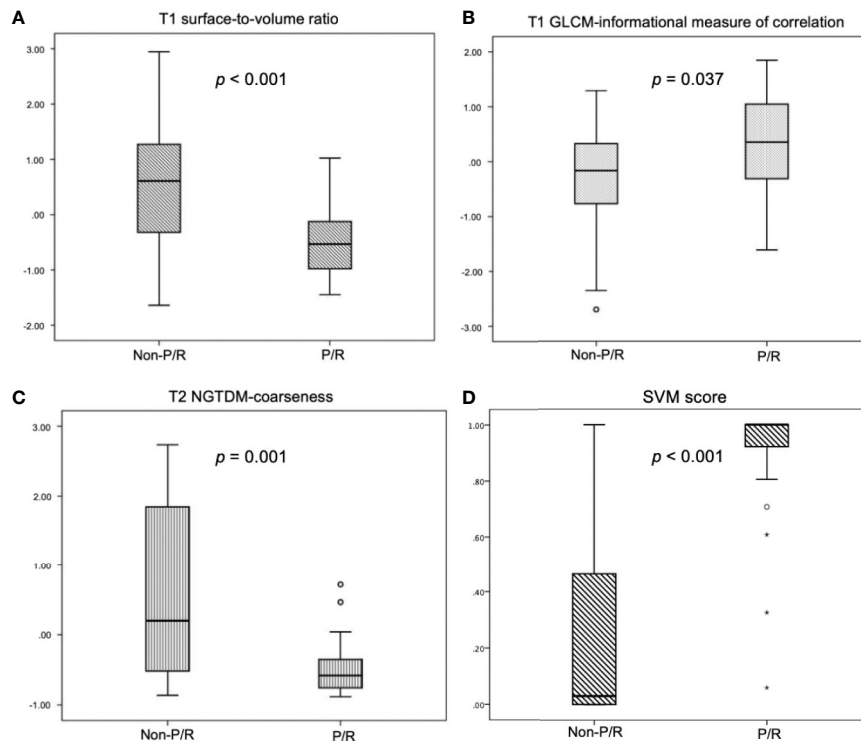 A
T1 surface-to-volume ratio
p < 0.001
3.00
2.00
1.00
.00
-1.00
-2.00
Non-P/R
P/R
B
T1 GLCM-informational measure of correlation
p = 0.037
2.00
1.00
.00
-1.00
-2.00
-3.00
Non-P/R
P/R
C
T2 NGTDM-coarseness
p = 0.001
3.00
2.00
1.00
.00
-1.00
Non-P/R
P/R
D
SVM score
p < 0.001
1.00
.80
.60
.40
.20
.00
Non-P/R
P/R